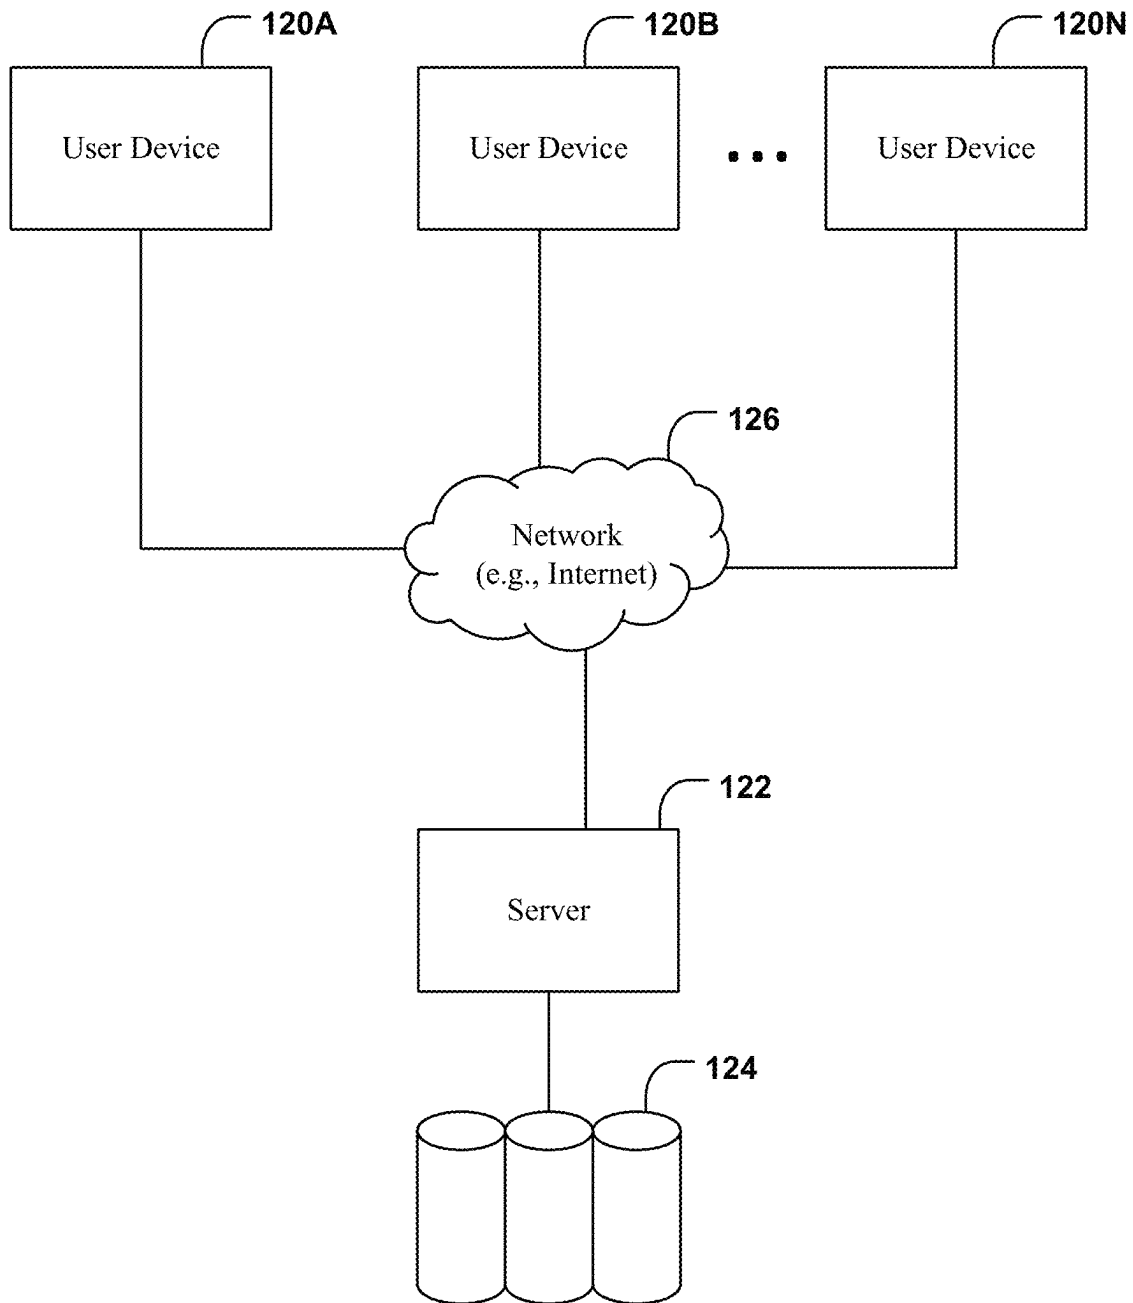 120A
120B
120N
User Device
User Device
...
User Device
126
Network
(e.g., Internet)
122
Server
124